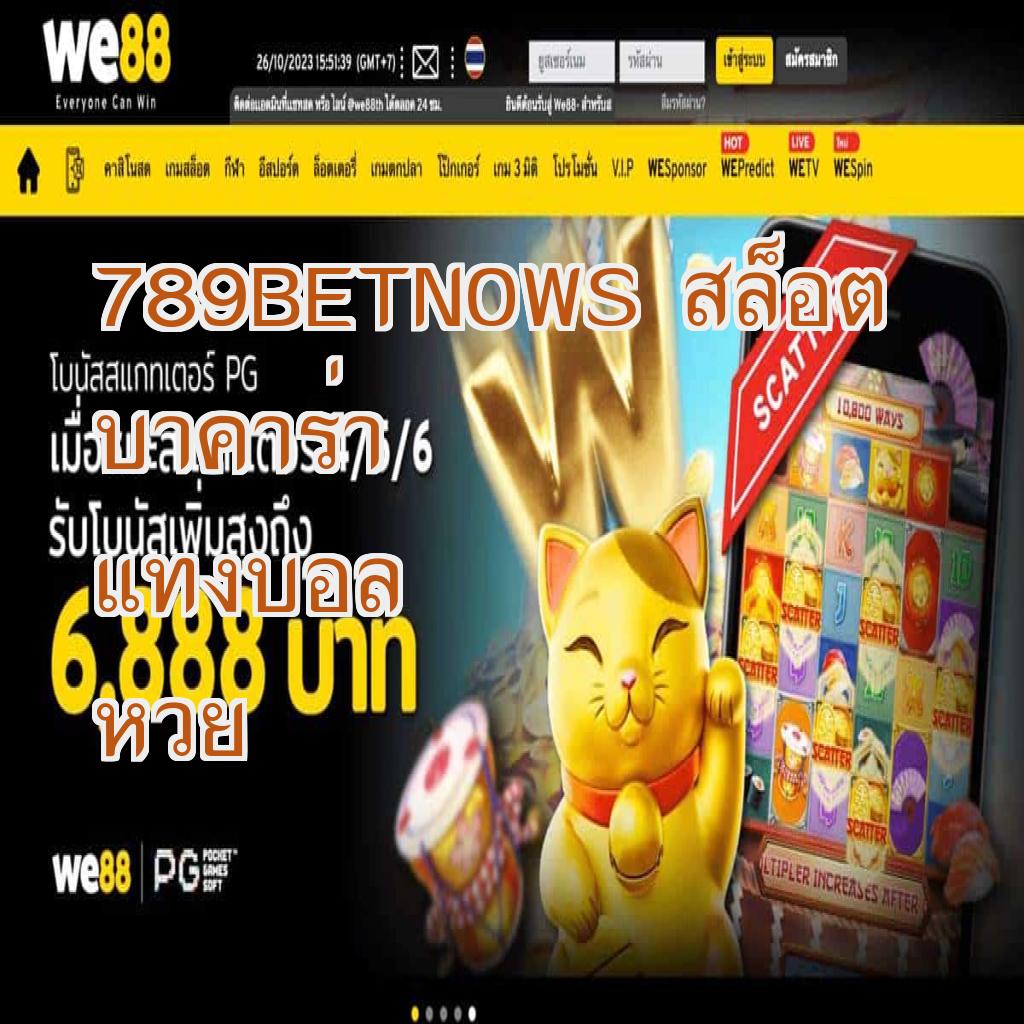 we88
Everyone Can Win
26/10/2023 15:51:39 (GMT+7)
ยูสเซอร์เนม
รหัสผ่าน
เข้าสู่ระบบ
สมัครสมาชิก
ติดต่อแอดมินที่แชทสด หรือ ไลน์ @we88th ได้ตลอด 24 ชม.
ยินดีต้อนรับสู่ We88- สำหรับส
ลืมรหัสผ่าน?
HOT LIVE ใหม่
คาสิโนสด เกมสล็อต กีฬา อีสปอร์ต ล็อตเตอรี่ เกมตกปลา โป๊กเกอร์ เกม 3 มิติ โปรโมชั่น V.I.P WESponsor WEPredict WETV WESpin
789BETNOWS สล็อต
บาคาร่า
แทงบอล
หวย
โบนัสสแกทเตอร์ PG
4/5/6
รับโบนัสเพิ่มสูงถึง
6,888 บาท
we88
PG POCKET GAMES SOFT
10,800 WAYS
SCATTER
SCATTER
SCATTER
SCATTER
SCATTER
SCATTER
LTIPLER INCREASES AFTER